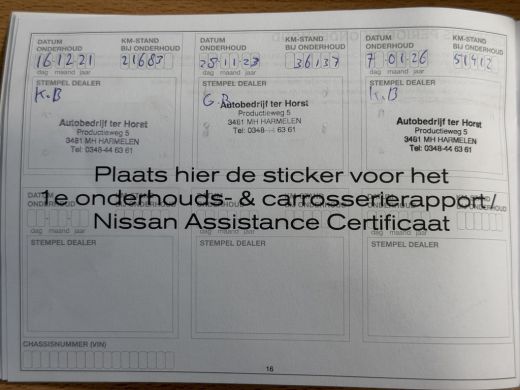 DATUM ONDERHOUD KM-STAND BIJ ONDERHOUD DATUM ONDERHOUD KM-STAND BIJ ONDERHOUD DATUM ONDERHOUD KM-STAND BIJ ONDERHOUD
16-12-21 21683 25-11-23 36137 7-01-26 51412
dag maand jaar dag maand jaar dag maand jaar
STEMPEL DEALER STEMPEL DEALER STEMPEL DEALER
K.B G.B K.B
Autobedrijf ter Horst Autobedrijf ter Horst Autobedrijf ter Horst
Productieweg 5 Productieweg 5 Productieweg 5
3481 MH HARMELEN 3481 MH HARMELEN 3481 MH HARMELEN
Tel: 0348-44 63 61 Tel: 0348-44 63 61 Tel: 0348-44 63 61
Plaats hier de sticker voor het
1e onderhouds- & carrosserierapport /
Nissan Assistance Certificaat
DATUM ONDERHOUD KM-STAND BIJ ONDERHOUD
dag maand jaar dag maand jaar dag maand jaar
STEMPEL DEALER STEMPEL DEALER STEMPEL DEALER
CHASSISNUMMER (VIN)
16